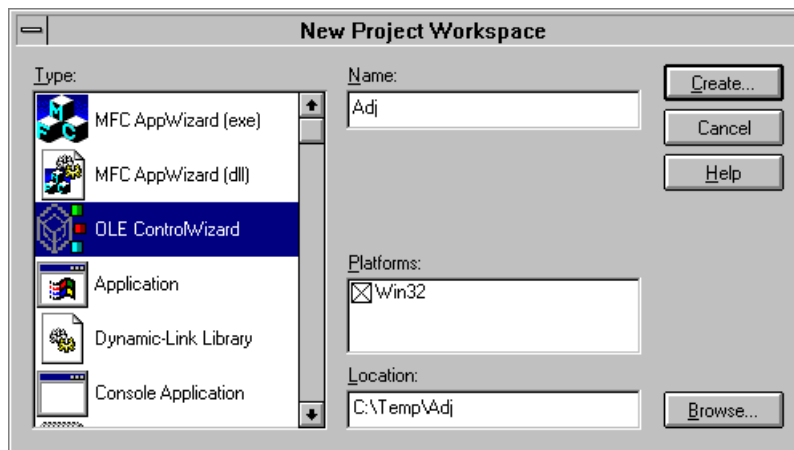 New Project Workspace
Type:
MFC AppWizard (exe)
MFC AppWizard (dll)
OLE ControlWizard
Application
Dynamic-Link Library
Console Application
Name:
Adj
Platforms:
Win32
Location:
C:\Temp\Adj
Create...
Cancel
Help
Browse...